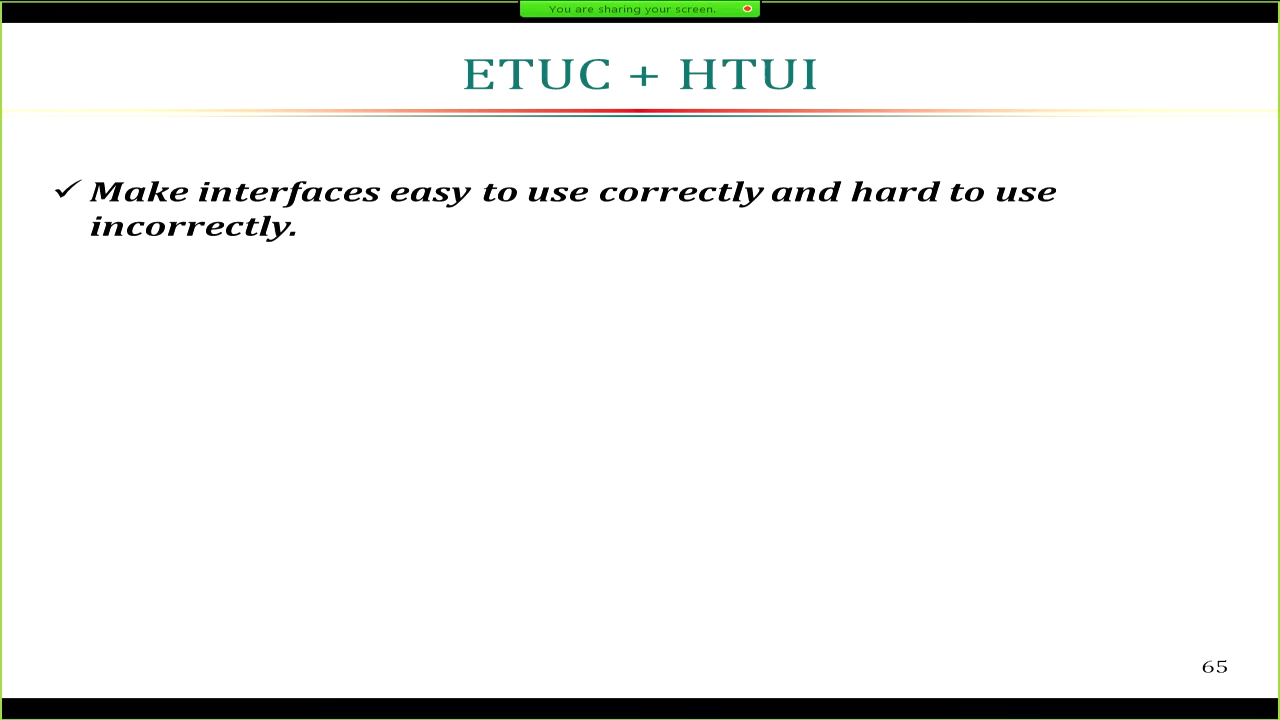 You are sharing your screen.
ETUC + HTUI
✓ Make interfaces easy to use correctly and hard to use
incorrectly.
65